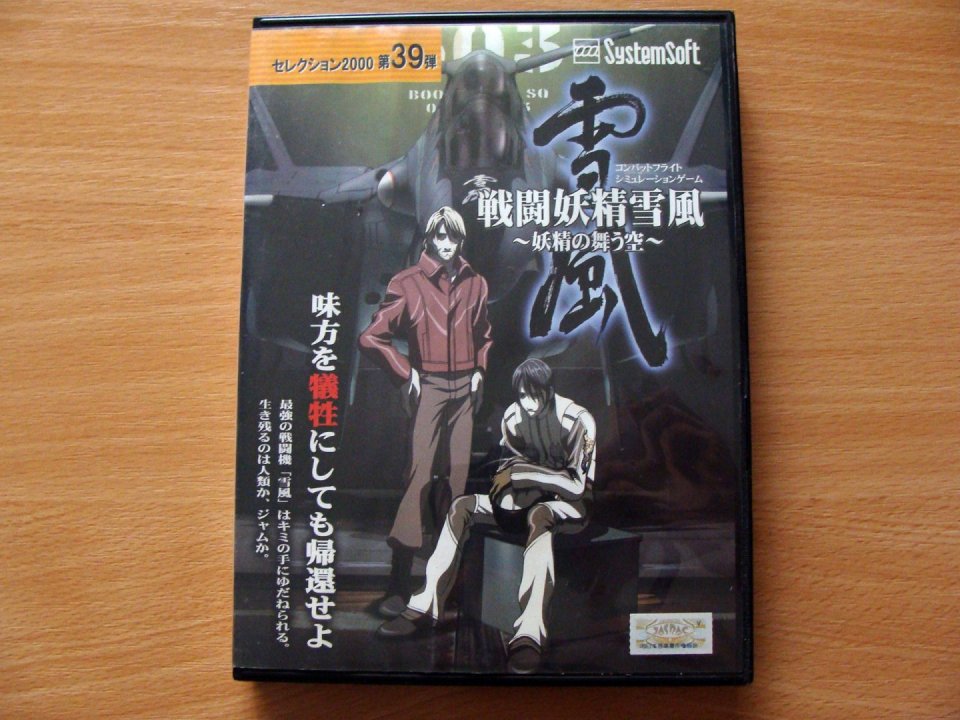 セレクション2000 第39弾
SystemSoft
雪風
コンバットフライト
シミュレーションゲーム
戦闘妖精雪風
～妖精の舞う空～
雪風
味方を犠牲にしても帰還せよ
最強の戦闘機「雪風」はキミの手にゆだねられる。
生き残るのは人類か、ジャムか。
JASRAC